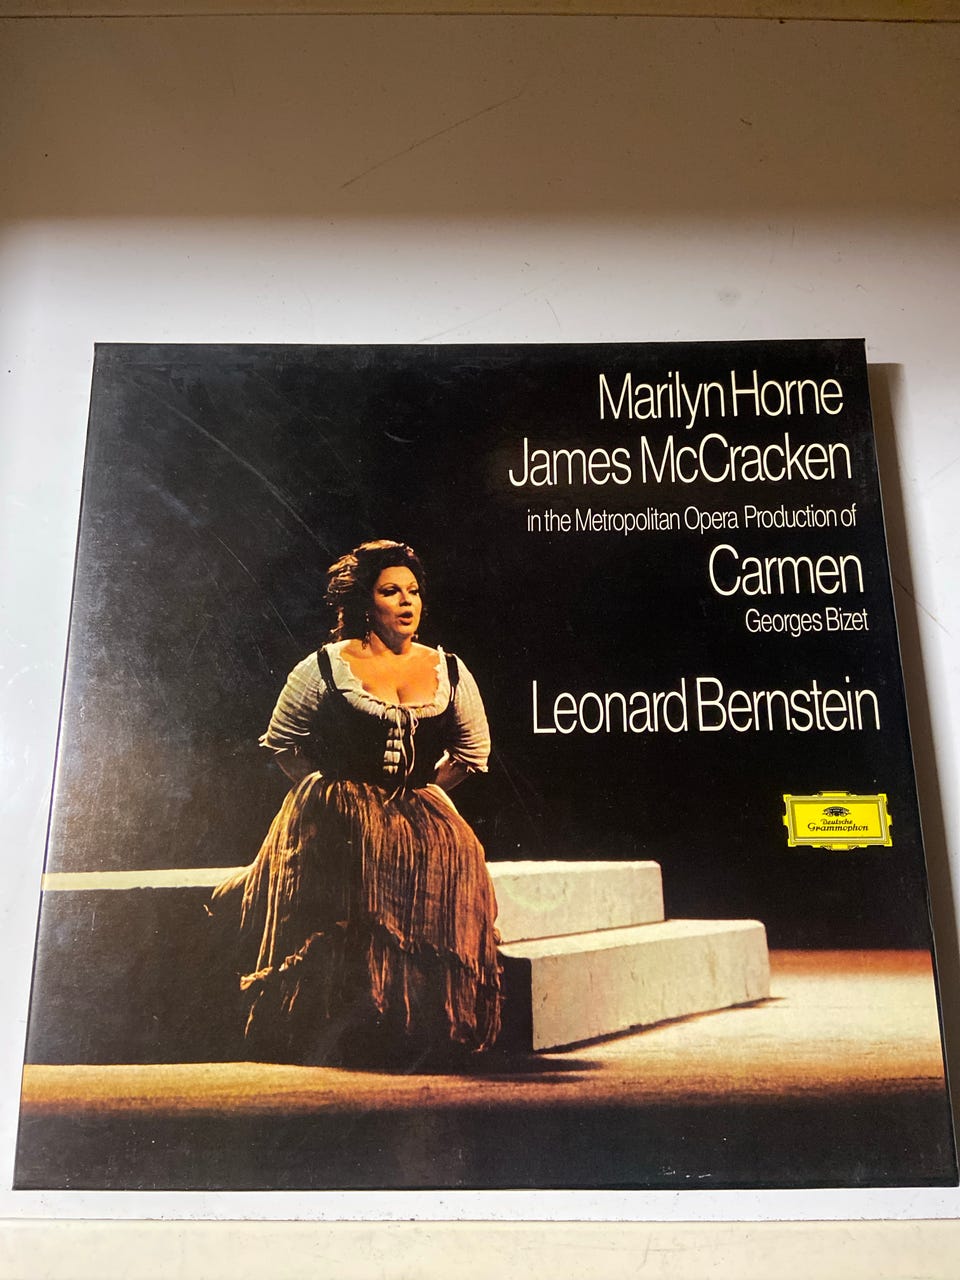 Marilyn Horne
James McCracken
in the Metropolitan Opera Production of
Carmen
Georges Bizet
Leonard Bernstein
Deutsche
Grammophon